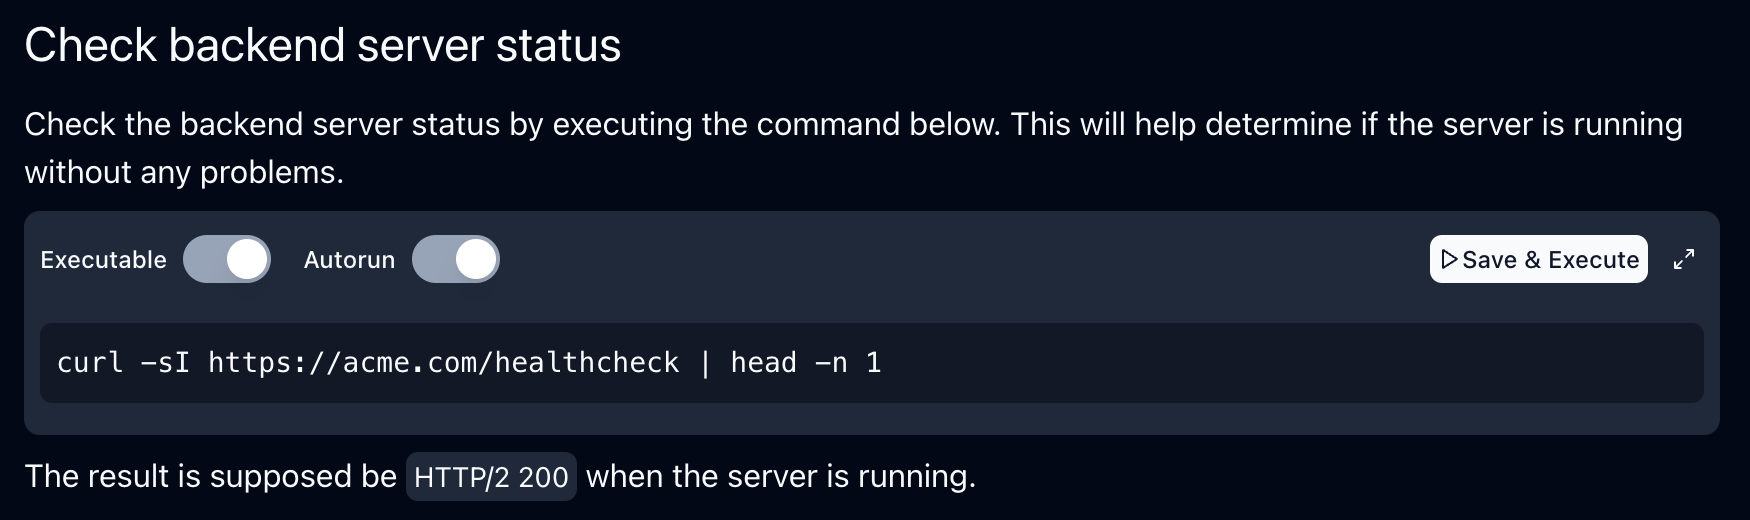 Check backend server status
Check the backend server status by executing the command below. This will help determine if the server is running
without any problems.
Executable Autorun Save & Execute
curl -sI https://acme.com/healthcheck | head -n 1
The result is supposed be HTTP/2 200 when the server is running.